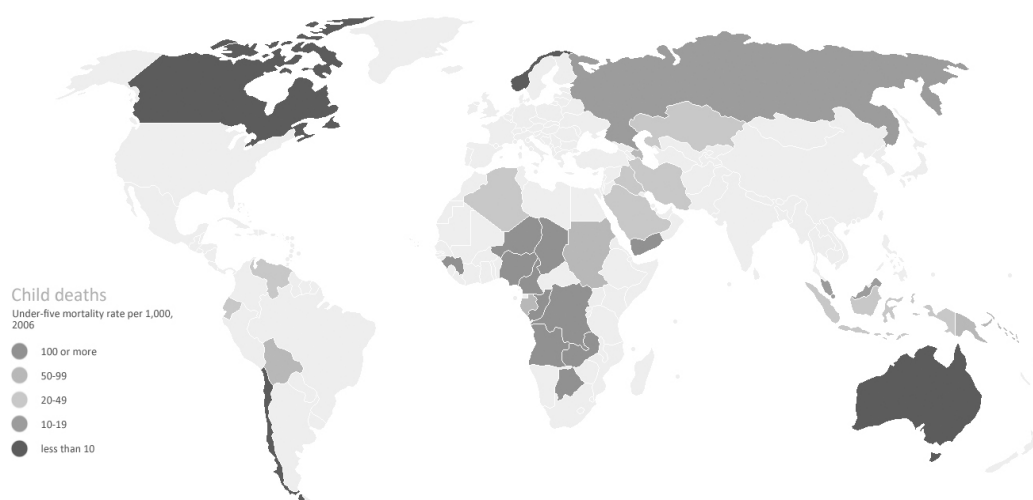 Child deaths
Under-five mortality rate per 1,000,
2006
100 or more
50-99
20-49
10-19
less than 10